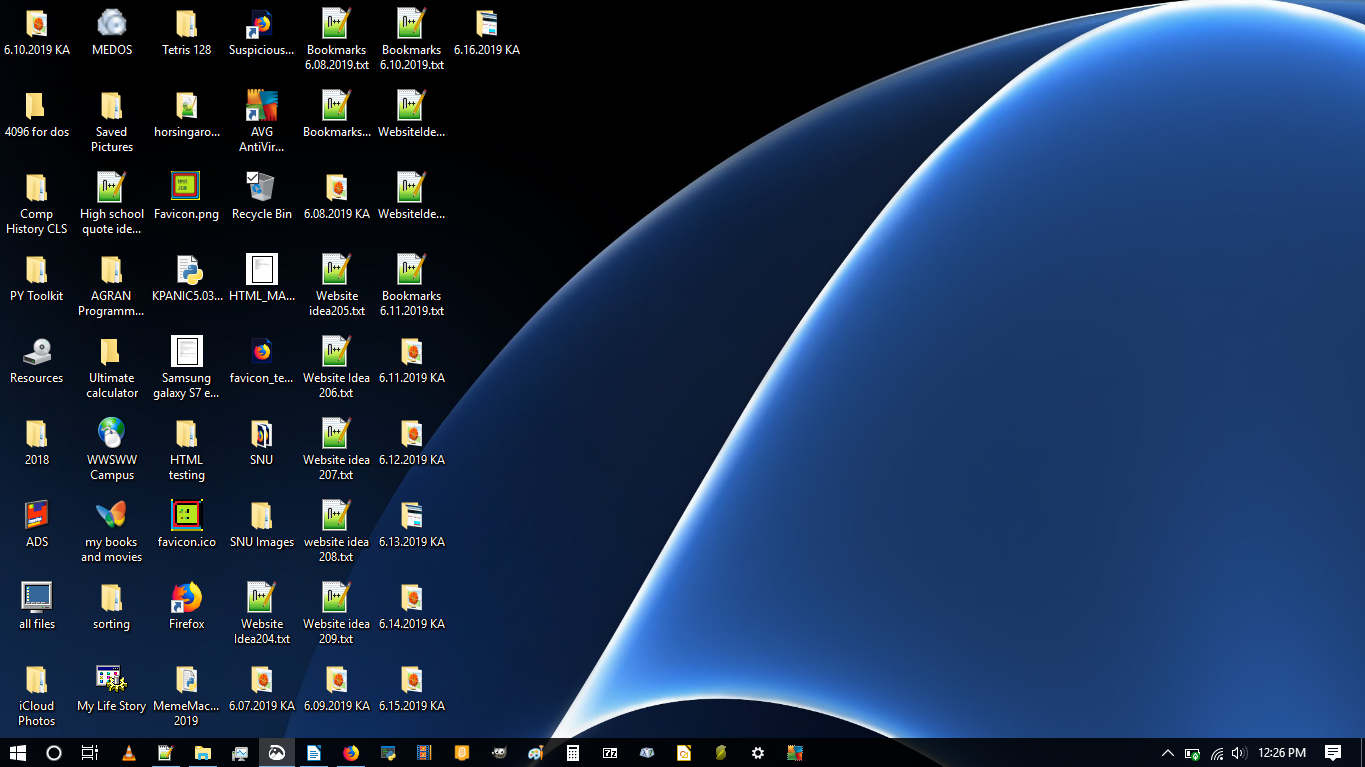 6.10.2019 KA
MEDOS
Tetris 128
Suspicious...
Bookmarks
6.08.2019.txt
Bookmarks
6.10.2019.txt
6.16.2019 KA
4096 for dos
Saved
Pictures
horsingaro...
AVG
AntiVir...
Bookmarks...
WebsiteIde...
Comp
History CLS
High school
quote ide...
Favicon.png
Recycle Bin
6.08.2019 KA
WebsiteIde...
PY Toolkit
AGRAN
Programm...
KPANIC5.03...
HTML_MA...
Website
idea205.txt
Bookmarks
6.11.2019.txt
Resources
Ultimate
calculator
Samsung
galaxy S7 e...
favicon_te...
Website Idea
206.txt
6.11.2019 KA
2018
WWSWW
Campus
HTML
testing
SNU
Website idea
207.txt
6.12.2019 KA
ADS
my books
and movies
favicon.ico
SNU Images
website idea
208.txt
6.13.2019 KA
all files
sorting
Firefox
Website
Idea204.txt
Website idea
209.txt
6.14.2019 KA
iCloud
Photos
My Life Story
MemeMac...
2019
6.07.2019 KA
6.09.2019 KA
6.15.2019 KA
12:26 PM